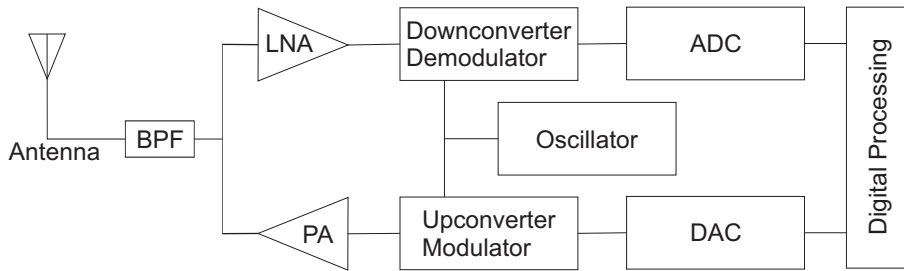 LNA
Downconverter
Demodulator
ADC
Antenna
BPF
Oscillator
PA
Upconverter
Modulator
DAC
Digital Processing